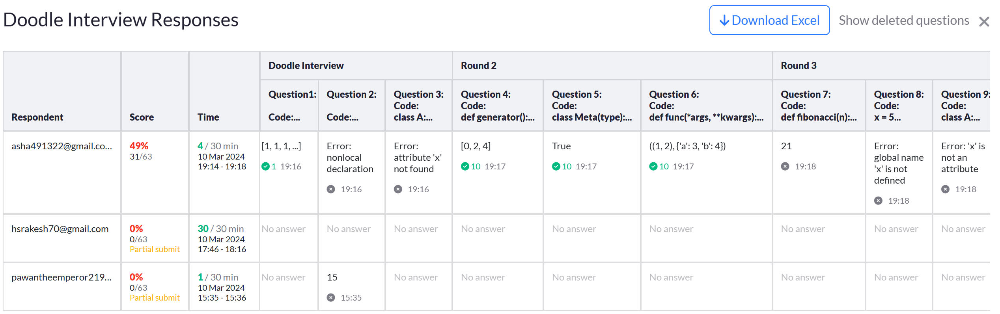 Doodle Interview Responses
Download Excel
Show deleted questions
Doodle Interview
Round 2
Round 3
Respondent
Score
Time
Question1:
Code:...
Question 2:
Code:...
Question 3:
Code:
class A:...
Question 4:
Code:
def generator():...
Question 5:
Code:
class Meta(type):...
Question 6:
Code:
def func(*args, **kwargs):...
Question 7:
Code:
def fibonacci(n):...
Question 8:
Code:
x = 5...
Question 9:
Code:
class A:...
asha491322@gmail.co...
49%
31/63
4 / 30 min
10 Mar 2024
19:14 - 19:18
[1, 1, 1, ...]
1 19:16
Error:
nonlocal
declaration
19:16
Error:
attribute 'x'
not found
19:16
[0, 2, 4]
10 19:17
True
10 19:17
((1, 2), {'a': 3, 'b': 4})
10 19:17
21
19:18
Error:
global name
'x' is not
defined
19:18
Error: 'x' is
not an
attribute
19:18
hsrakesh70@gmail.com
0%
0/63
Partial submit
30 / 30 min
10 Mar 2024
17:46 - 18:16
No answer
No answer
No answer
No answer
No answer
No answer
No answer
No answer
No answer
pawantheemperor219...
0%
0/63
Partial submit
1 / 30 min
10 Mar 2024
15:35 - 15:36
No answer
15
15:35
No answer
No answer
No answer
No answer
No answer
No answer
No answer